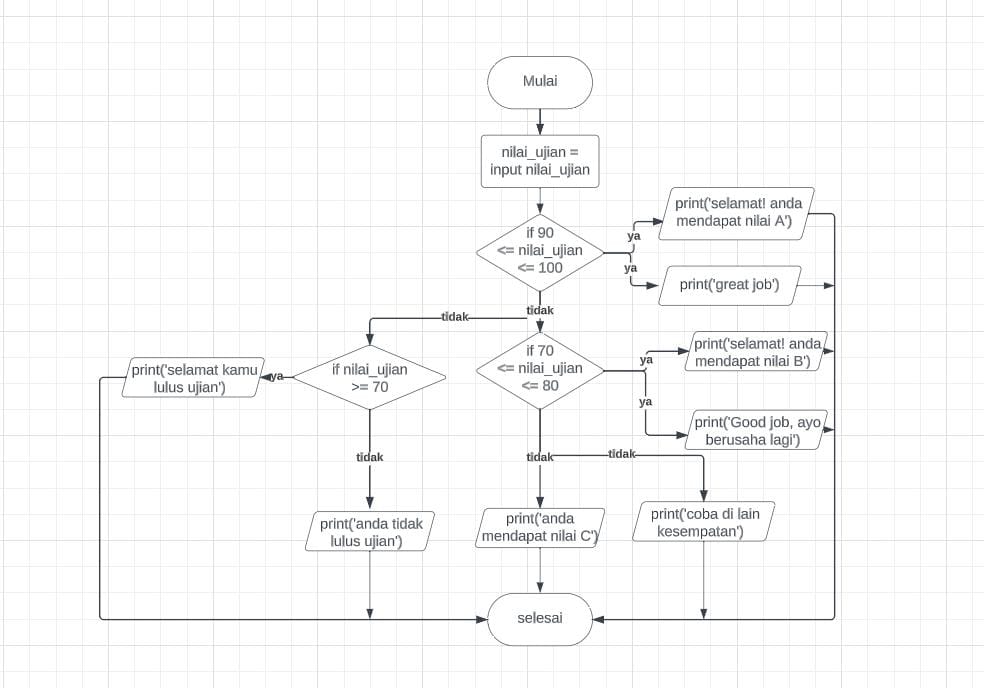 Mulai
nilai_ujian =
input nilai_ujian
if 90
<= nilai_ujian
<= 100
ya
print('selamat! anda
mendapat nilai A')
ya
print('great job')
tidak
tidak
if 70
<= nilai_ujian
<= 80
ya
print('selamat! anda
mendapat nilai B')
ya
print('Good job, ayo
berusaha lagi')
if nilai_ujian
>= 70
ya
print('selamat kamu
lulus ujian')
tidak
print('anda tidak
lulus ujian')
tidak
print('anda
mendapat nilai C')
tidak
print('coba di lain
kesempatan')
selesai